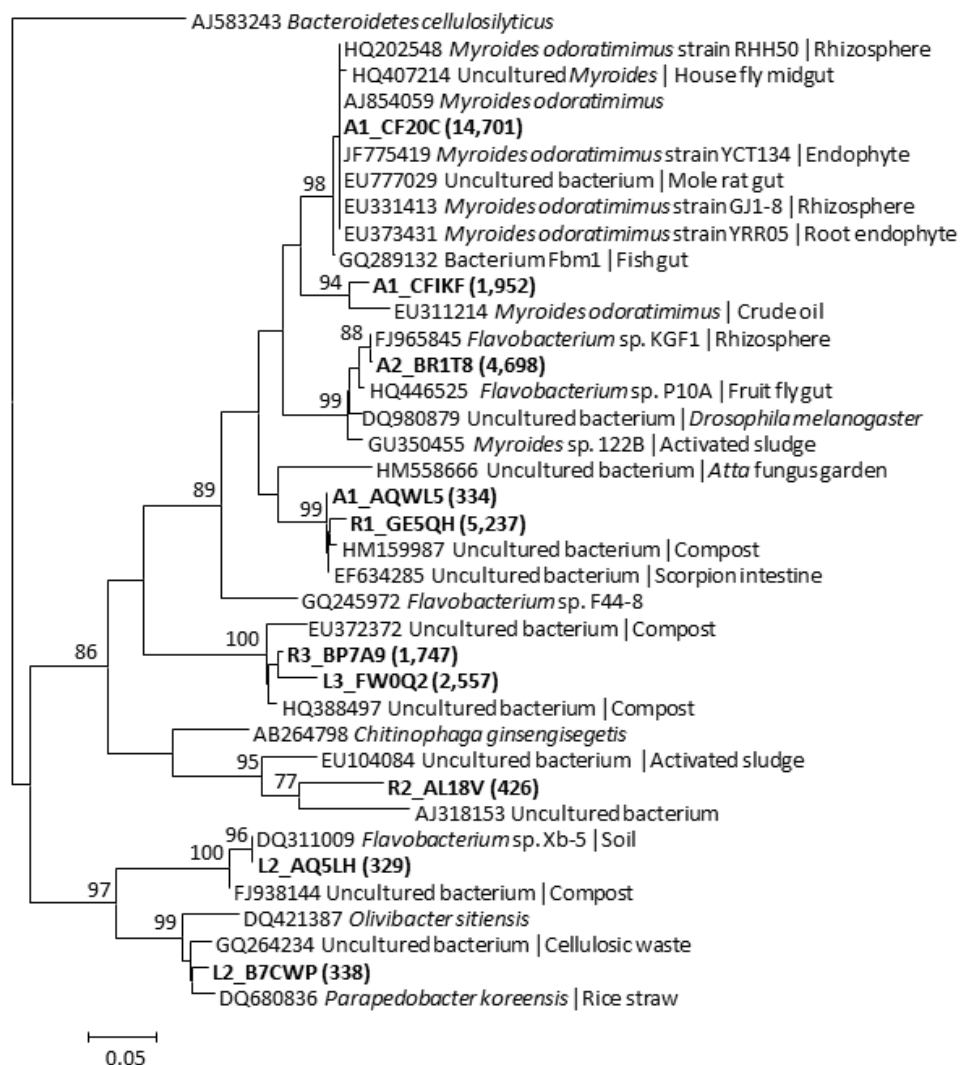 AJ583243 Bacteroidetes cellulosilyticus
HQ202548 Myroides odoratimimus strain RHH50 | Rhizosphere
HQ407214 Uncultured Myroides | House fly midgut
AJ854059 Myroides odoratimimus
A1_CF20C (14,701)
JF775419 Myroides odoratimimus strain YCT134 | Endophyte
98
EU777029 Uncultured bacterium | Mole rat gut
EU331413 Myroides odoratimimus strain GJ1-8 | Rhizosphere
EU373431 Myroides odoratimimus strain YRR05 | Root endophyte
GQ289132 Bacterium Fbm1 | Fish gut
94
A1_CFIKF (1,952)
EU311214 Myroides odoratimimus | Crude oil
88
FJ965845 Flavobacterium sp. KGF1 | Rhizosphere
A2_BR1T8 (4,698)
HQ446525 Flavobacterium sp. P10A | Fruit fly gut
99
DQ980879 Uncultured bacterium | Drosophila melanogaster
GU350455 Myroides sp. 122B | Activated sludge
HM558666 Uncultured bacterium | Atta fungus garden
89
A1_AQWL5 (334)
99
R1_GE5QH (5,237)
HM159987 Uncultured bacterium | Compost
EF634285 Uncultured bacterium | Scorpion intestine
GQ245972 Flavobacterium sp. F44-8
EU372372 Uncultured bacterium | Compost
100
86
R3_BP7A9 (1,747)
L3_FW0Q2 (2,557)
HQ388497 Uncultured bacterium | Compost
AB264798 Chitinophaga ginsengisegetis
95
EU104084 Uncultured bacterium | Activated sludge
77
R2_AL18V (426)
AJ318153 Uncultured bacterium
96
DQ311009 Flavobacterium sp. Xb-5 | Soil
100
L2_AQ5LH (329)
97
FJ938144 Uncultured bacterium | Compost
99
DQ421387 Olivibacter sitiensis
GQ264234 Uncultured bacterium | Cellulosic waste
L2_B7CWP (338)
DQ680836 Parapedobacter koreensis | Rice straw
0.05